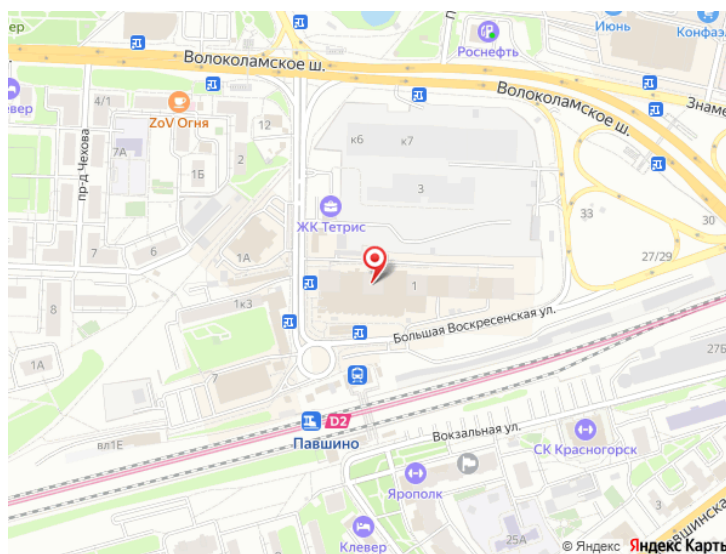 Июнь
Конфаэл
Роснефть
Волоколамское ш.
Волоколамское ш.
Знаме
левер
4/1
ZoV Огня
12
7А
пр-д Чехова
1Б
2
к6
к7
3
ЖК Тетрис
33
30
7
6
1А
27/29
1к3
1
8
Большая Воскресенская ул.
1А
7
27Б
D2
Павшино
вл1Е
Вокзальная ул.
СК Красногорск
Ярополк
25А
3
Клевер
© Яндекс Яндекс Карты